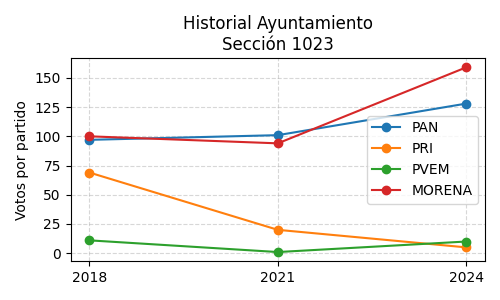 Historial Ayuntamiento
Sección 1023
Votos por partido
150
125
100
75
50
25
0
PAN
PRI
PVEM
MORENA
2018
2021
2024